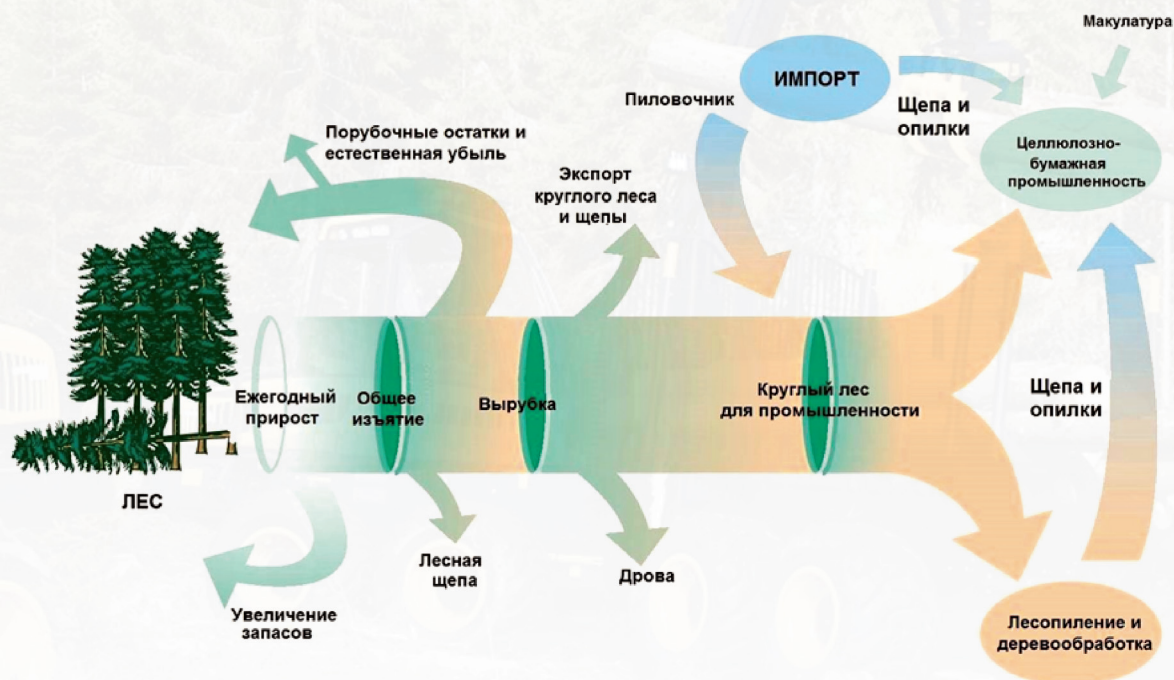 Макулатура
ИМПОРТ
Пиловочник
Щепа и
опилки
Порубочные остатки и
естественная убыль
Целлюлозно-
бумажная
промышленность
Экспорт
круглого леса
и щепы
Ежегодный
прирост
Общее
изъятие
Вырубка
Круглый лес
для промышленности
Щепа и
опилки
ЛЕС
Лесная
щепа
Дрова
Увеличение
запасов
Лесопиление и
деревообработка